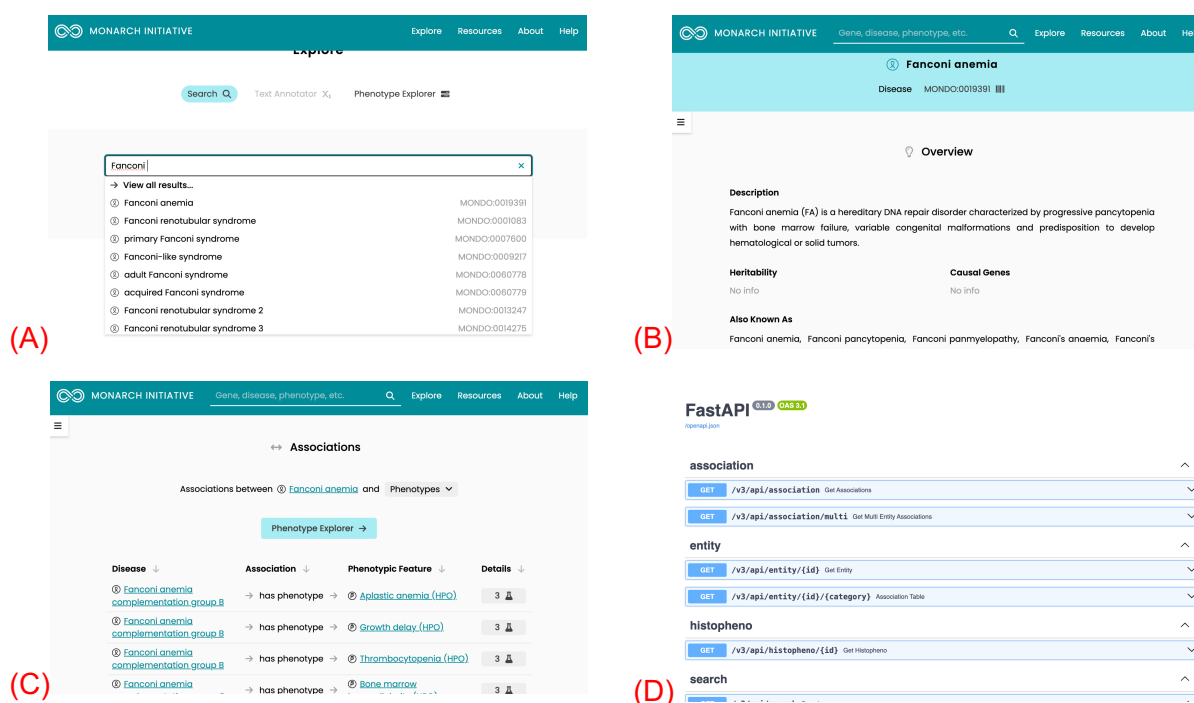 MONARCH INITIATIVE
Explore Resources About Help
Explore
Search Text Annotator Phenotype Explorer
Fanconi
View all results...
Fanconi anemia MONDO:0019391
Fanconi renotubular syndrome MONDO:0001083
primary Fanconi syndrome MONDO:0007600
Fanconi-like syndrome MONDO:0009217
adult Fanconi syndrome MONDO:0060778
acquired Fanconi syndrome MONDO:0060779
Fanconi renotubular syndrome 2 MONDO:0013247
Fanconi renotubular syndrome 3 MONDO:0014275
(A)
MONARCH INITIATIVE Gene, disease, phenotype, etc. Explore Resources About
Fanconi anemia
Disease MONDO:0019391
Overview
Description
Fanconi anemia (FA) is a hereditary DNA repair disorder characterized by progressive pancytopenia
with bone marrow failure, variable congenital malformations and predisposition to develop
hematological or solid tumors.
Heritability Causal Genes
No info No info
Also Known As
Fanconi anemia, Fanconi pancytopenia, Fanconi panmyelopathy, Fanconi's anaemia, Fanconi's
(B)
MONARCH INITIATIVE Gene, disease, phenotype, etc. Explore Resources About Help
Associations
Associations between Fanconi anemia and Phenotypes
Phenotype Explorer
Disease Association Phenotypic Feature Details
Fanconi anemia
complementation group B has phenotype Aplastic anemia (HPO) 3
Fanconi anemia
complementation group B has phenotype Growth delay (HPO) 3
Fanconi anemia
complementation group B has phenotype Thrombocytopenia (HPO) 3
Fanconi anemia has phenotype Bone marrow 3
(C)
FastAPI 0.1.0 OAS 3.1
/openapi.json
association
GET /v3/api/association Get Associations
GET /v3/api/association/multi Get Multi Entity Associations
entity
GET /v3/api/entity/{id} Get Entity
GET /v3/api/entity/{id}/{category} Association Table
histopheno
GET /v3/api/histopheno/{id} Get Histopheno
search
(D)